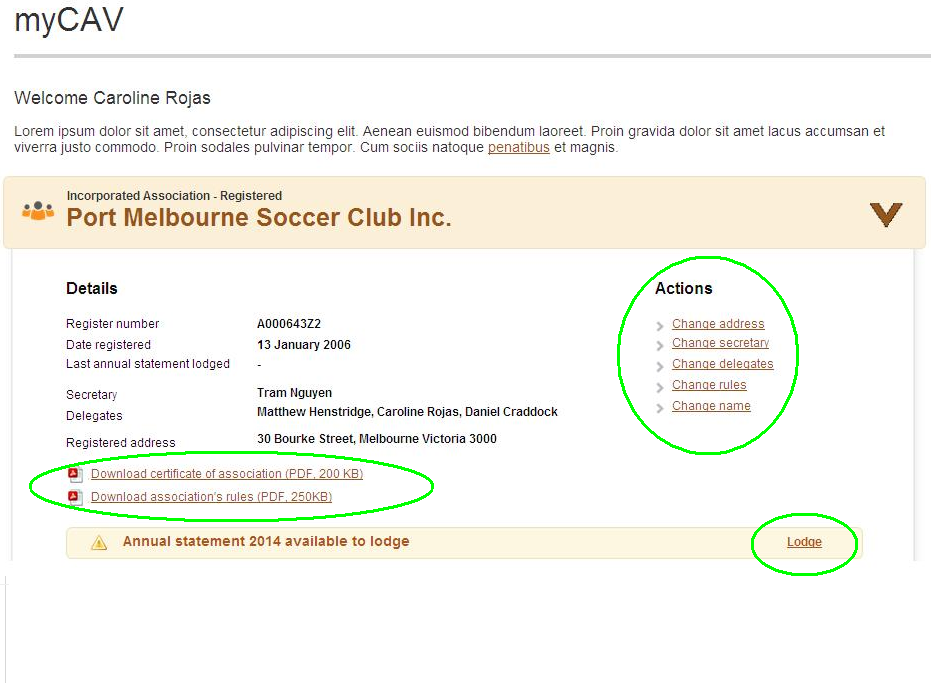 myCAV
Welcome Caroline Rojas
Lorem ipsum dolor sit amet, consectetur adipiscing elit. Aenean euismod bibendum laoreet. Proin gravida dolor sit amet lacus accumsan et
viverra justo commodo. Proin sodales pulvinar tempor. Cum sociis natoque penatibus et magnis.
Incorporated Association - Registered
Port Melbourne Soccer Club Inc.
Details
Register number A000643Z2
Date registered 13 January 2006
Last annual statement lodged -
Secretary Tram Nguyen
Delegates Matthew Henstridge, Caroline Rojas, Daniel Craddock
Registered address 30 Bourke Street, Melbourne Victoria 3000
Download certificate of association (PDF, 200 KB)
Download association's rules (PDF, 250KB)
Actions
Change address
Change secretary
Change delegates
Change rules
Change name
Annual statement 2014 available to lodge Lodge